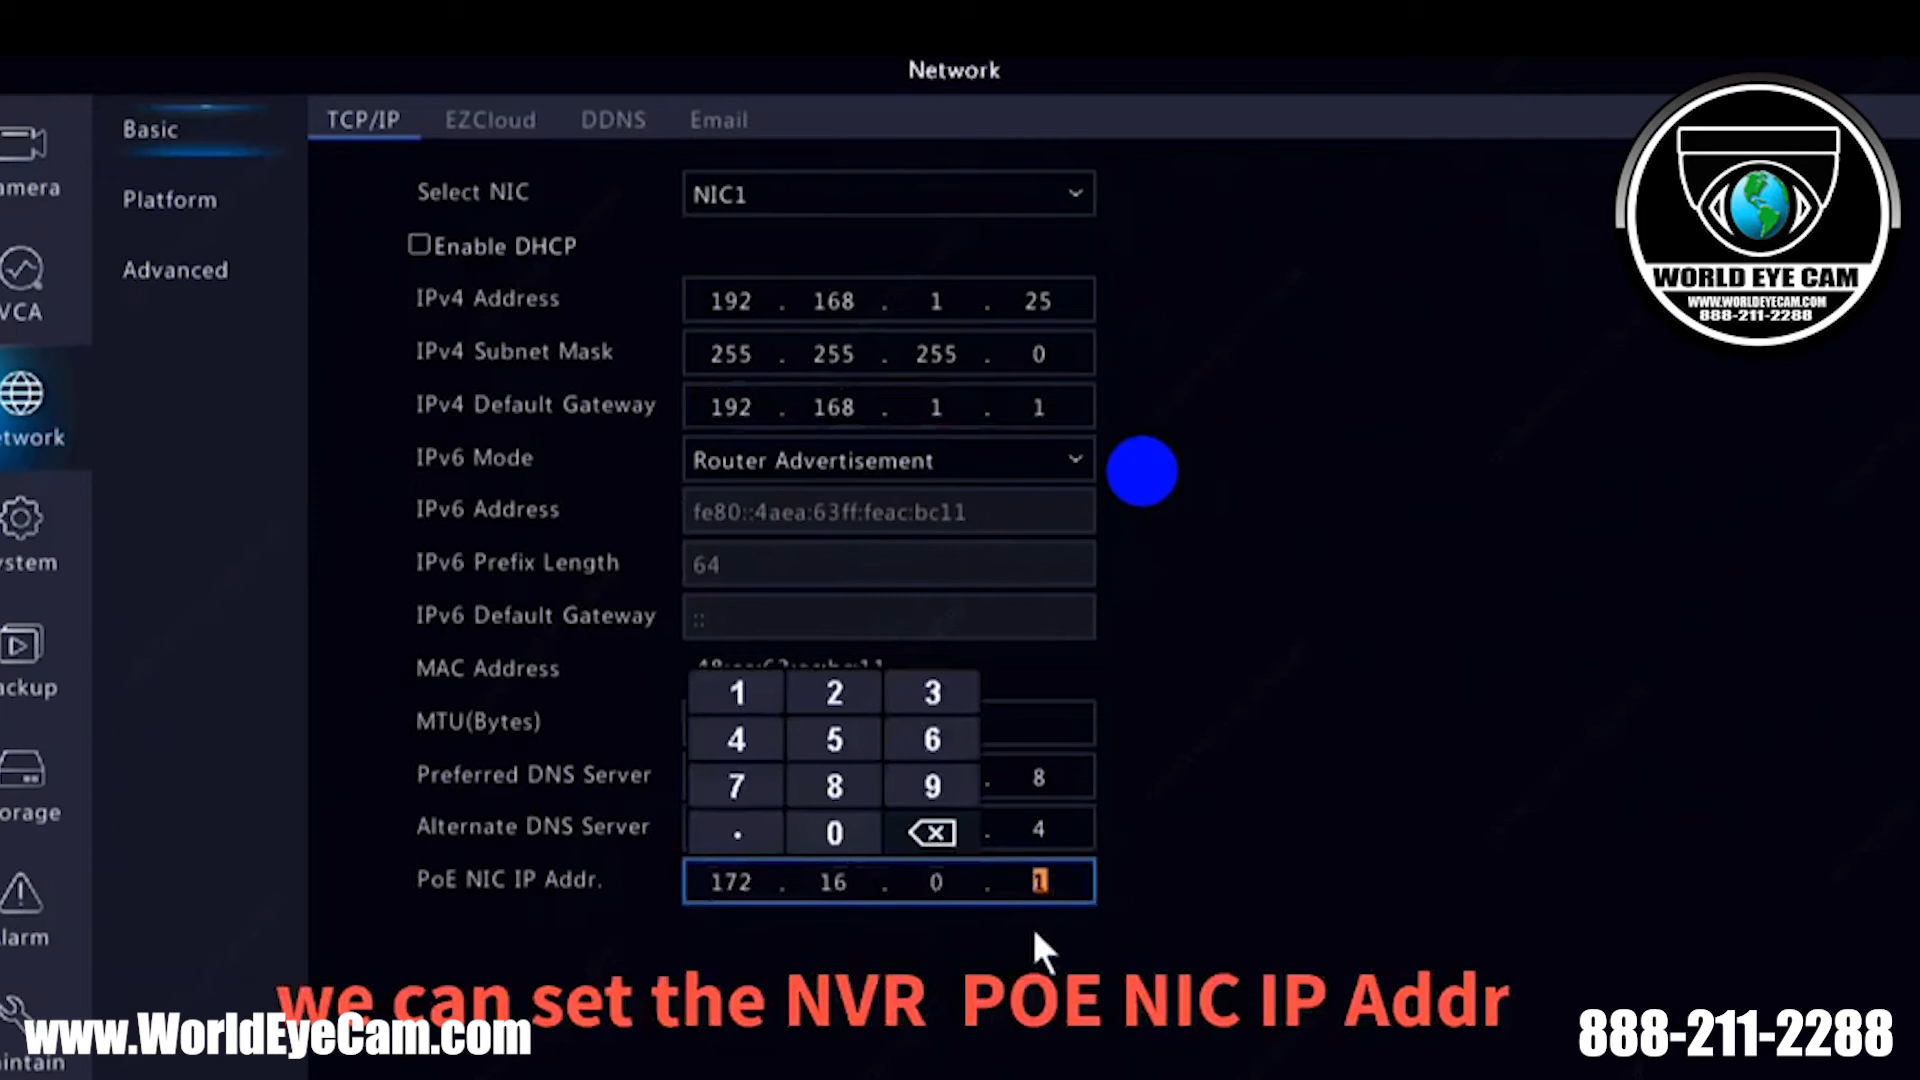 Network
TCP/IP EZCloud DDNS Email
Basic
Platform
Advanced
amera
VCA
etwork
ystem
ackup
orage
larm
aintain
Select NIC NIC1
Enable DHCP
IPv4 Address 192 . 168 . 1 . 25
IPv4 Subnet Mask 255 . 255 . 255 . 0
IPv4 Default Gateway 192 . 168 . 1 . 1
IPv6 Mode Router Advertisement
IPv6 Address fe80::4aea:63ff:feac:bc11
IPv6 Prefix Length 64
IPv6 Default Gateway ::
MAC Address
MTU(Bytes)
Preferred DNS Server . 8
Alternate DNS Server . 4
PoE NIC IP Addr. 172 . 16 . 0 . 1
1 2 3
4 5 6
7 8 9
. 0
WORLD EYE CAM
WWW.WORLDEYECAM.COM
888-211-2288
we can set the NVR POE NIC IP Addr
www.WorldEyeCam.com
888-211-2288